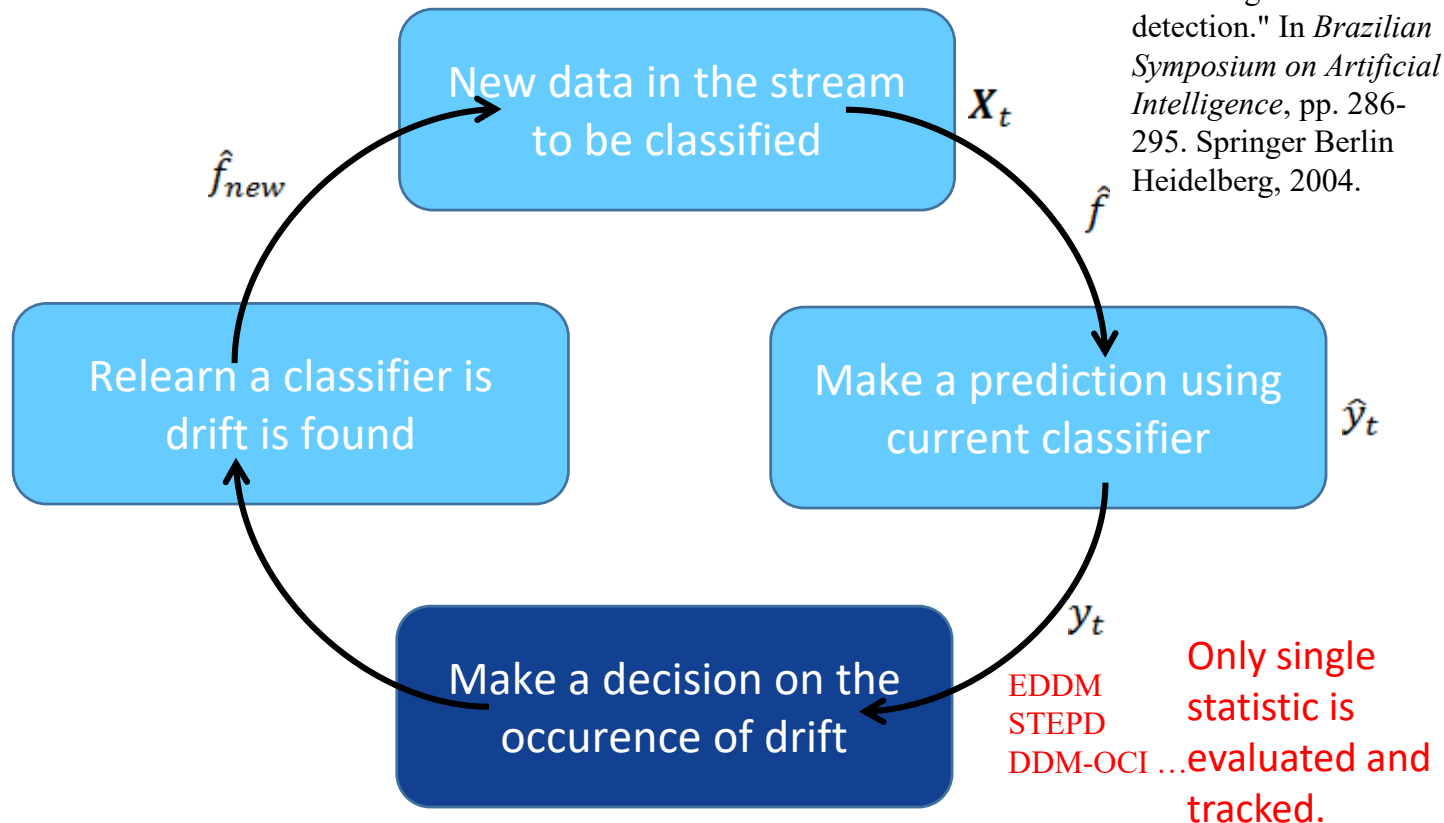 detection." In Brazilian
Symposium on Artificial
Intelligence, pp. 286-
295. Springer Berlin
Heidelberg, 2004.
New data in the stream
to be classified
X_t
f̂_new
f̂
Relearn a classifier is
drift is found
Make a prediction using
current classifier
ŷ_t
y_t
Make a decision on the
occurence of drift
EDDM
STEPD
DDM-OCI ...
Only single
statistic is
evaluated and
tracked.